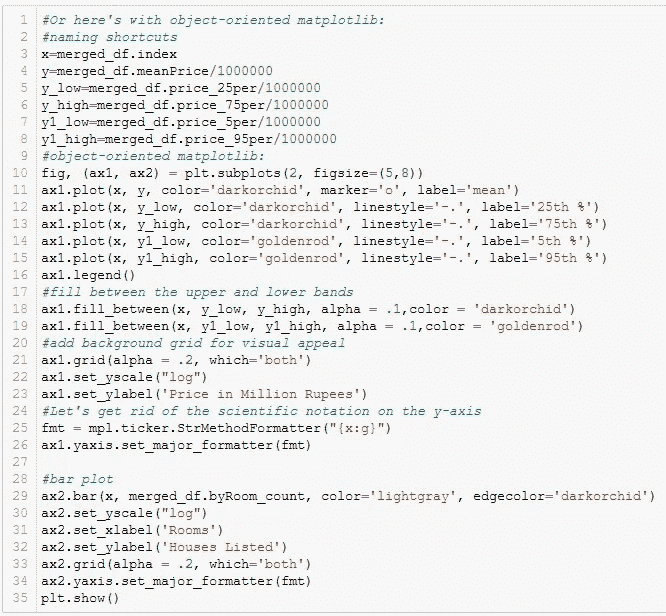 1 #Or here's with object-oriented matplotlib:
2 #naming shortcuts
3 x=merged_df.index
4 y=merged_df.meanPrice/1000000
5 y_low=merged_df.price_25per/1000000
6 y_high=merged_df.price_75per/1000000
7 y1_low=merged_df.price_5per/1000000
8 y1_high=merged_df.price_95per/1000000
9 #object-oriented matplotlib:
10 fig, (ax1, ax2) = plt.subplots(2, figsize=(5,8))
11 ax1.plot(x, y, color='darkorchid', marker='o', label='mean')
12 ax1.plot(x, y_low, color='darkorchid', linestyle='-.', label='25th %')
13 ax1.plot(x, y_high, color='darkorchid', linestyle='-.', label='75th %')
14 ax1.plot(x, y1_low, color='goldenrod', linestyle='-.', label='5th %')
15 ax1.plot(x, y1_high, color='goldenrod', linestyle='-.', label='95th %')
16 ax1.legend()
17 #fill between the upper and lower bands
18 ax1.fill_between(x, y_low, y_high, alpha = .1,color = 'darkorchid')
19 ax1.fill_between(x, y1_low, y1_high, alpha = .1,color = 'goldenrod')
20 #add background grid for visual appeal
21 ax1.grid(alpha = .2, which='both')
22 ax1.set_yscale("log")
23 ax1.set_ylabel('Price in Million Rupees')
24 #Let's get rid of the scientific notation on the y-axis
25 fmt = mpl.ticker.StrMethodFormatter("{x:g}")
26 ax1.yaxis.set_major_formatter(fmt)
27
28 #bar plot
29 ax2.bar(x, merged_df.byRoom_count, color='lightgray', edgecolor='darkorchid')
30 ax2.set_yscale("log")
31 ax2.set_xlabel('Rooms')
32 ax2.set_ylabel('Houses Listed')
33 ax2.grid(alpha = .2, which='both')
34 ax2.yaxis.set_major_formatter(fmt)
35 plt.show()